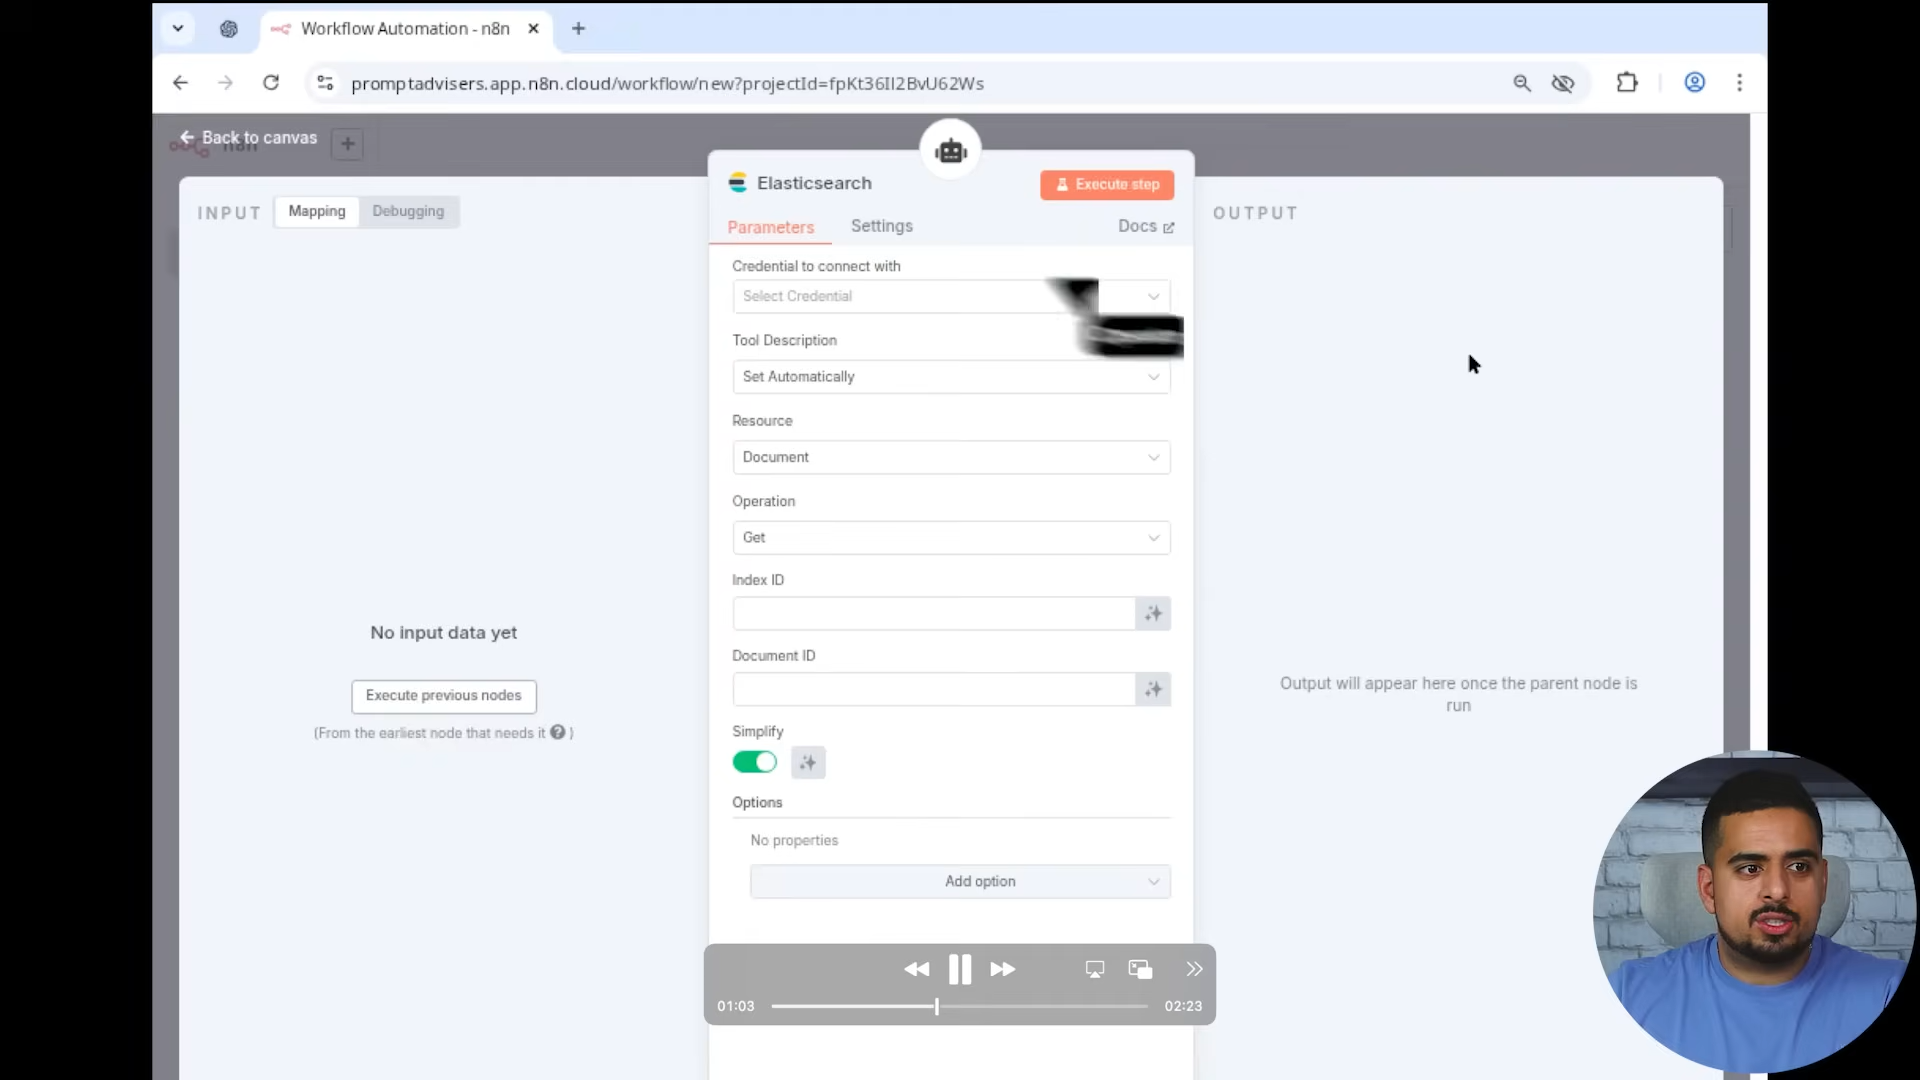 Workflow Automation - n8n
promptadvisers.app.n8n.cloud/workflow/new?projectId=fpKt36Il2BvU62Ws
Back to canvas
n8n
Elasticsearch
Execute step
INPUT
Mapping
Debugging
OUTPUT
Parameters
Settings
Docs
Credential to connect with
Select Credential
Tool Description
Set Automatically
Resource
Document
Operation
Get
Index ID
Document ID
Simplify
Options
No properties
Add option
No input data yet
Execute previous nodes
(From the earliest node that needs it ? )
Output will appear here once the parent node is
run
01:03
02:23